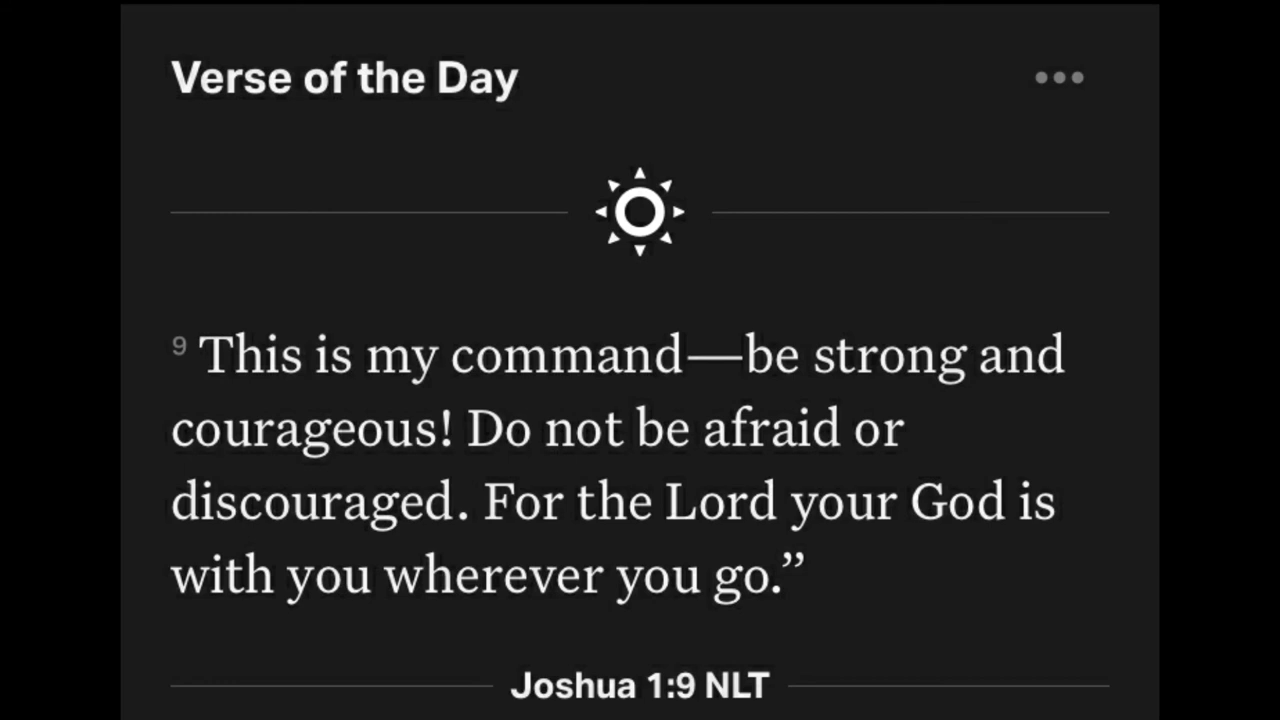 Verse of the Day
9 This is my command—be strong and
courageous! Do not be afraid or
discouraged. For the Lord your God is
with you wherever you go.”
Joshua 1:9 NLT